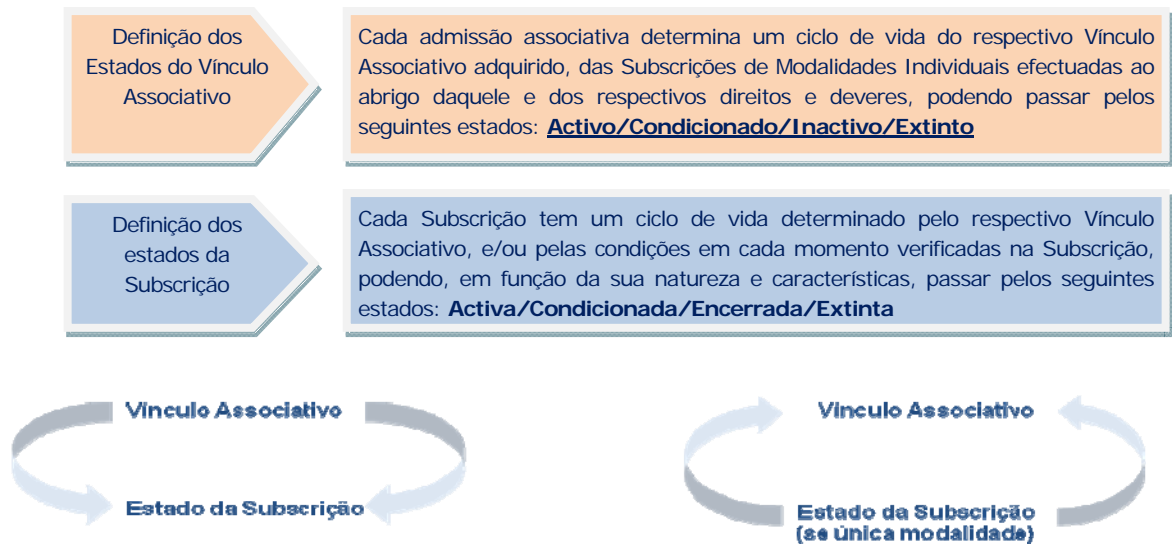 Definição dos
Estados do Vínculo
Associativo
Cada admissão associativa determina um ciclo de vida do respectivo Vínculo
Associativo adquirido, das Subscrições de Modalidades Individuais efectuadas ao
abrigo daquele e dos respectivos direitos e deveres, podendo passar pelos
seguintes estados: Activo/Condicionado/Inactivo/Extinto
Definição dos
estados da
Subscrição
Cada Subscrição tem um ciclo de vida determinado pelo respectivo Vínculo
Associativo, e/ou pelas condições em cada momento verificadas na Subscrição,
podendo, em função da sua natureza e características, passar pelos seguintes
estados: Activa/Condicionada/Encerrada/Extinta
Vínculo Associativo
Estado da Subscrição
Vínculo Associativo
Estado da Subscrição
(se única modalidade)